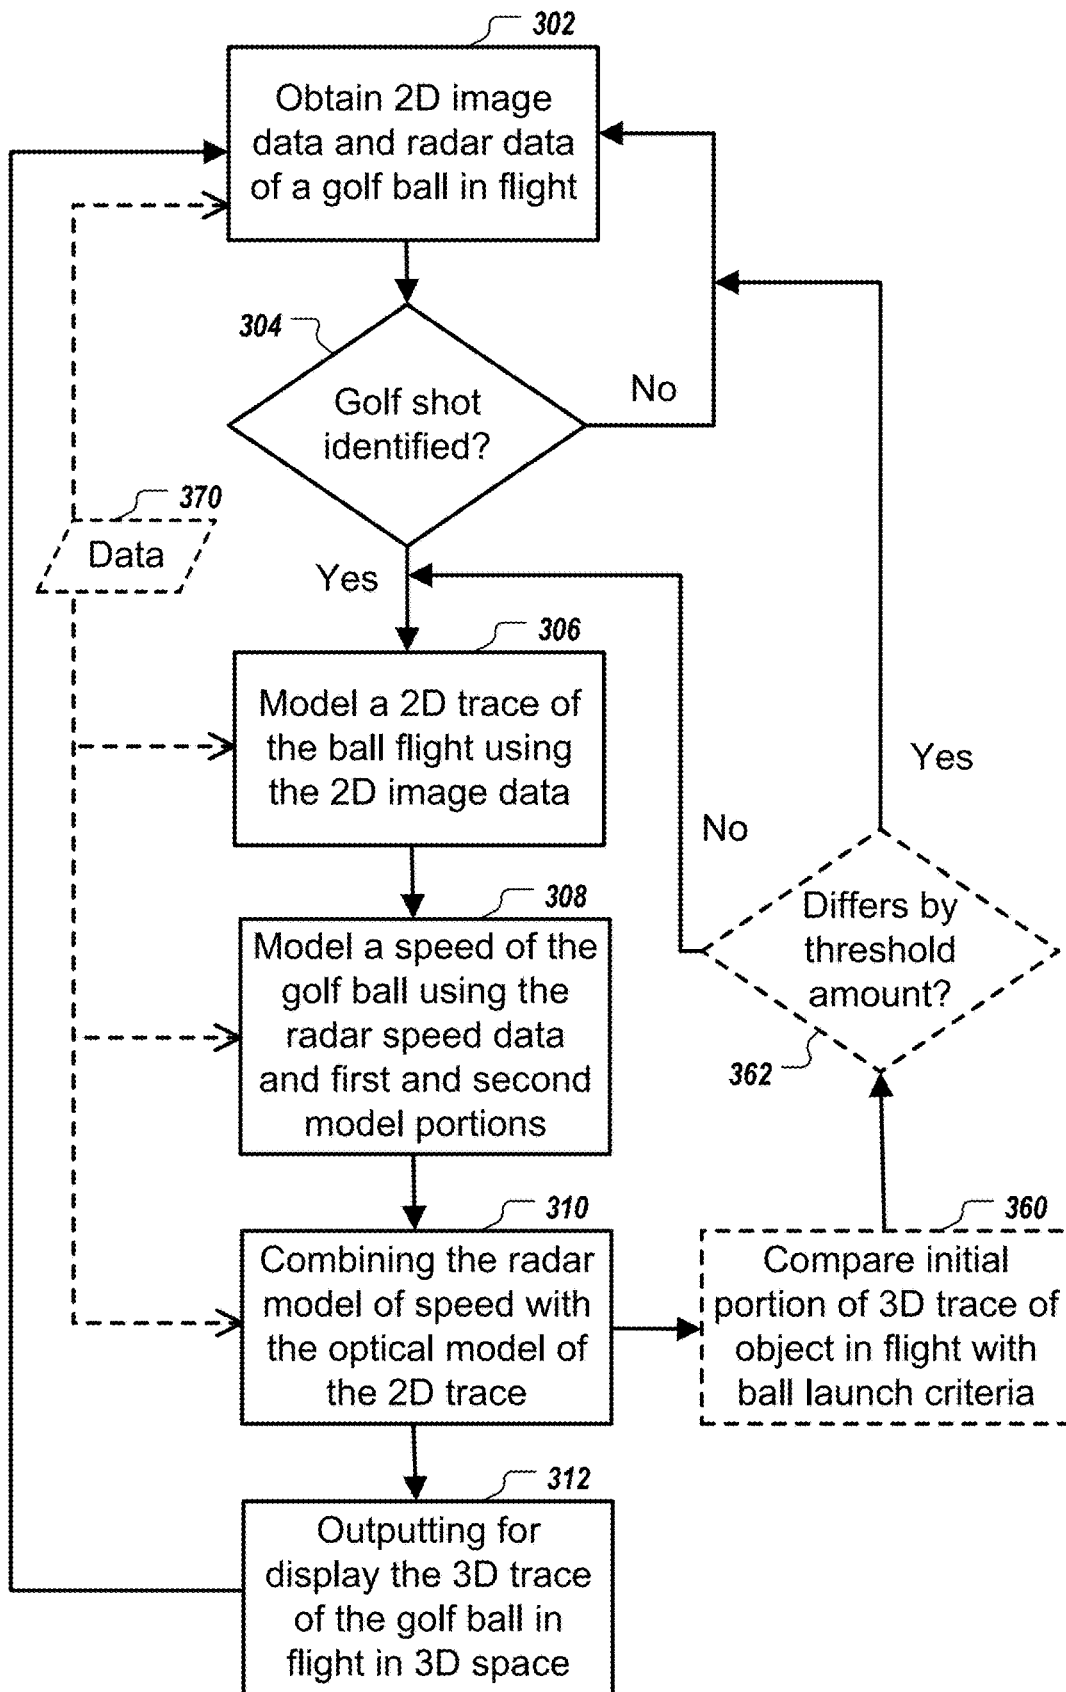 302
Obtain 2D image
data and radar data
of a golf ball in flight
304
Golf shot
identified?
No
370
Data
Yes
306
Model a 2D trace of
the ball flight using
the 2D image data
Yes
No
308
Model a speed of the
golf ball using the
radar speed data
and first and second
model portions
Differs by
threshold
amount?
362
310
Combining the radar
model of speed with
the optical model of
the 2D trace
360
Compare initial
portion of 3D trace of
object in flight with
ball launch criteria
312
Outputting for
display the 3D trace
of the golf ball in
flight in 3D space